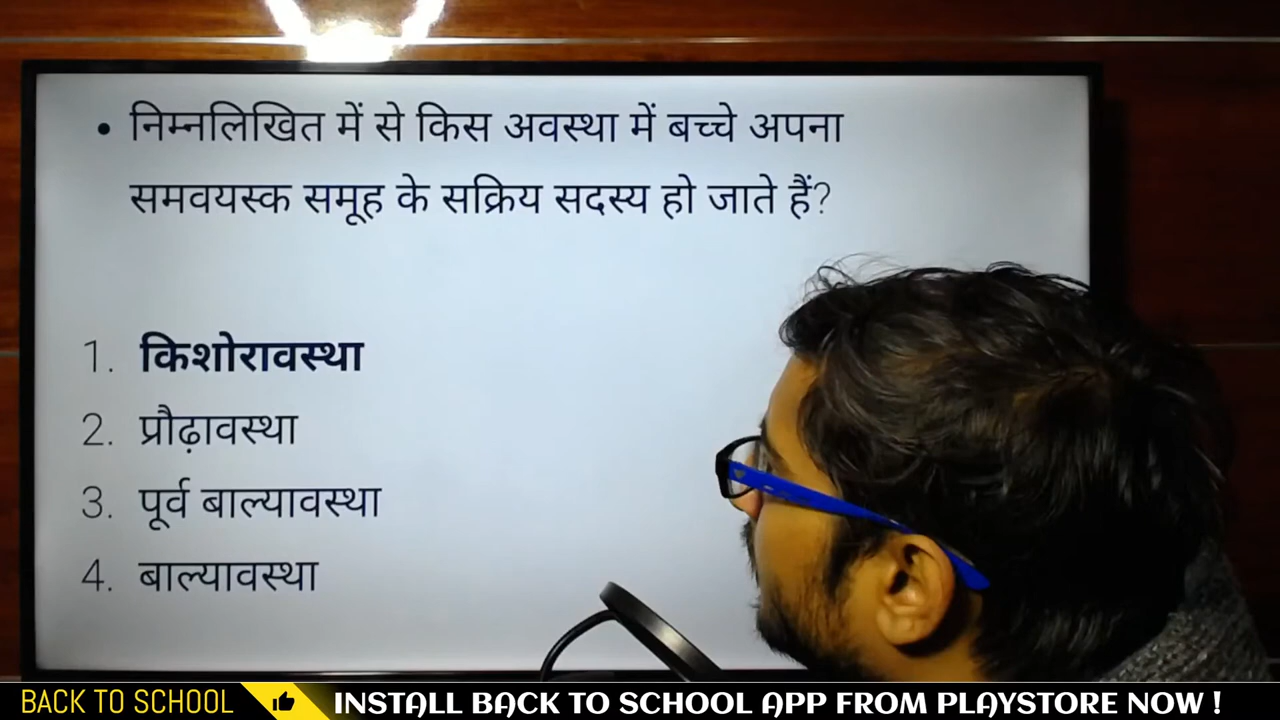 • निम्नलिखित में से किस अवस्था में बच्चे अपना
समवयस्क समूह के सक्रिय सदस्य हो जाते हैं?
1. किशोरावस्था
2. प्रौढ़ावस्था
3. पूर्व बाल्यावस्था
4. बाल्यावस्था
BACK TO SCHOOL INSTALL BACK TO SCHOOL APP FROM PLAYSTORE NOW !